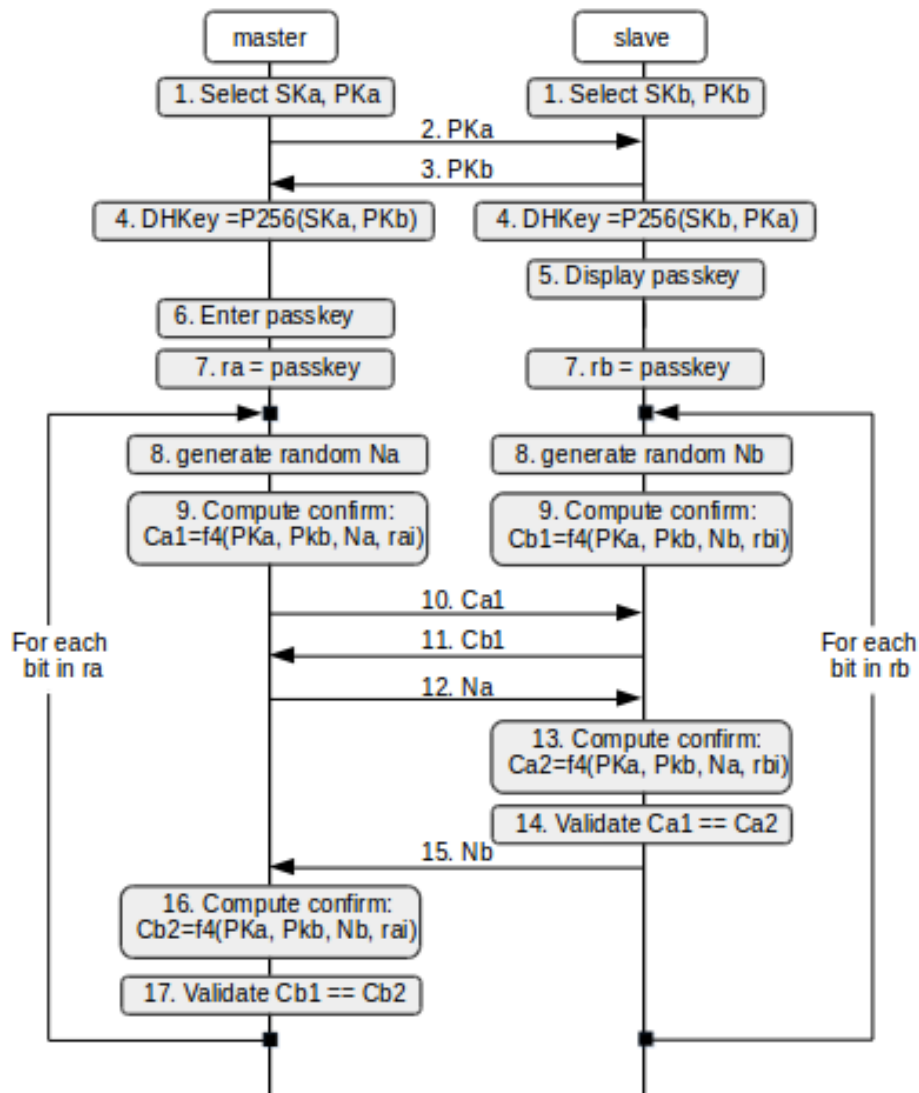 master
slave
1. Select SKa, PKa
1. Select SKb, PKb
2. PKa
3. PKb
4. DHKey =P256(SKa, PKb)
4. DHKey =P256(SKb, PKa)
5. Display passkey
6. Enter passkey
7. ra = passkey
7. rb = passkey
8. generate random Na
8. generate random Nb
9. Compute confirm:
Ca1=f4(PKa, Pkb, Na, rai)
9. Compute confirm:
Cb1=f4(PKa, Pkb, Nb, rbi)
10. Ca1
For each
bit in ra
11. Cb1
For each
bit in rb
12. Na
13. Compute confirm:
Ca2=f4(PKa, Pkb, Na, rbi)
14. Validate Ca1 == Ca2
15. Nb
16. Compute confirm:
Cb2=f4(PKa, Pkb, Nb, rai)
17. Validate Cb1 == Cb2